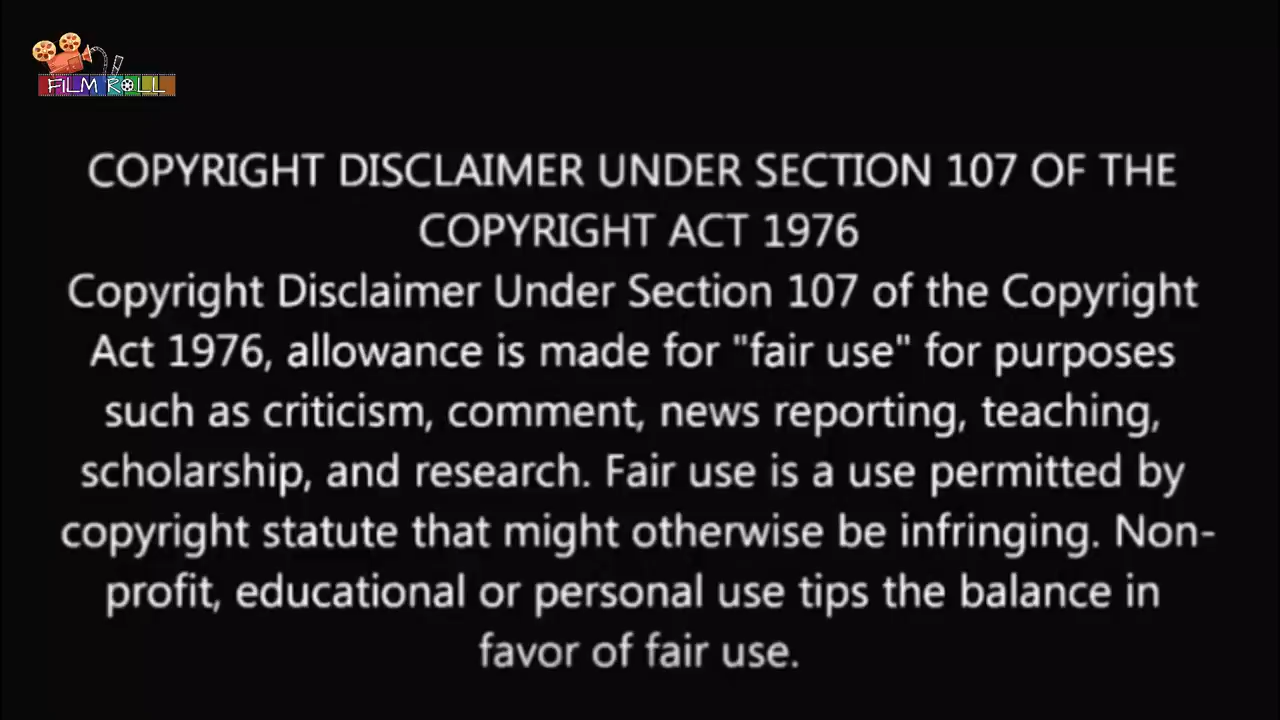 FILM ROLL
COPYRIGHT DISCLAIMER UNDER SECTION 107 OF THE
COPYRIGHT ACT 1976
Copyright Disclaimer Under Section 107 of the Copyright
Act 1976, allowance is made for "fair use" for purposes
such as criticism, comment, news reporting, teaching,
scholarship, and research. Fair use is a use permitted by
copyright statute that might otherwise be infringing. Non-
profit, educational or personal use tips the balance in
favor of fair use.